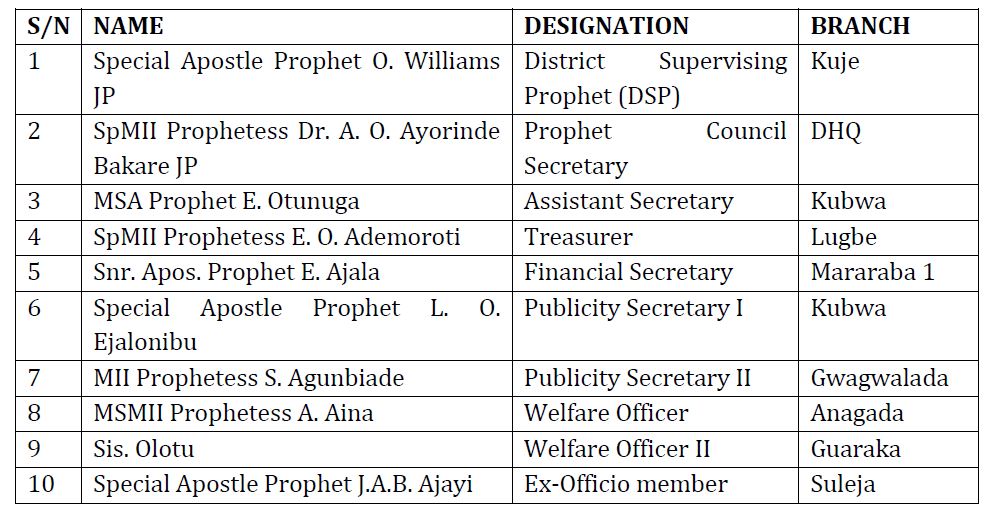 S/N NAME DESIGNATION BRANCH
1 Special Apostle Prophet O. Williams District Supervising Kuje
JP Prophet (DSP)
2 SpMII Prophetess Dr. A. O. Ayorinde Prophet Council DHQ
Bakare JP Secretary
3 MSA Prophet E. Otunuga Assistant Secretary Kubwa
4 SpMII Prophetess E. O. Ademoroti Treasurer Lugbe
5 Snr. Apos. Prophet E. Ajala Financial Secretary Mararaba 1
6 Special Apostle Prophet L. O. Publicity Secretary I Kubwa
Ejalonibu
7 MII Prophetess S. Agunbiade Publicity Secretary II Gwagwalada
8 MSMII Prophetess A. Aina Welfare Officer Anagada
9 Sis. Olotu Welfare Officer II Guaraka
10 Special Apostle Prophet J.A.B. Ajayi Ex-Officio member Suleja